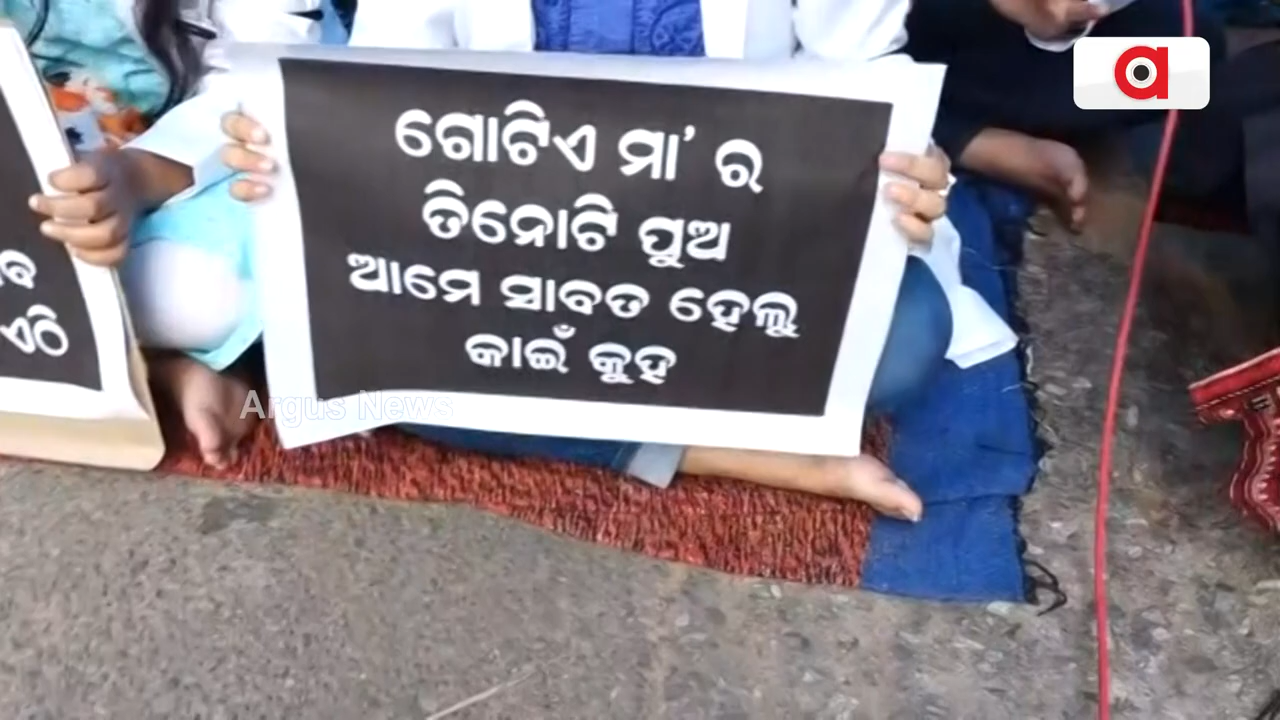 ଗୋଟିଏ ମା' ର
ତିନୋଟି ପୁଅ
ଆମେ ସାବତ ହେଲୁ
କାଇଁ କୁହ
ଏଠି
Argus News
a